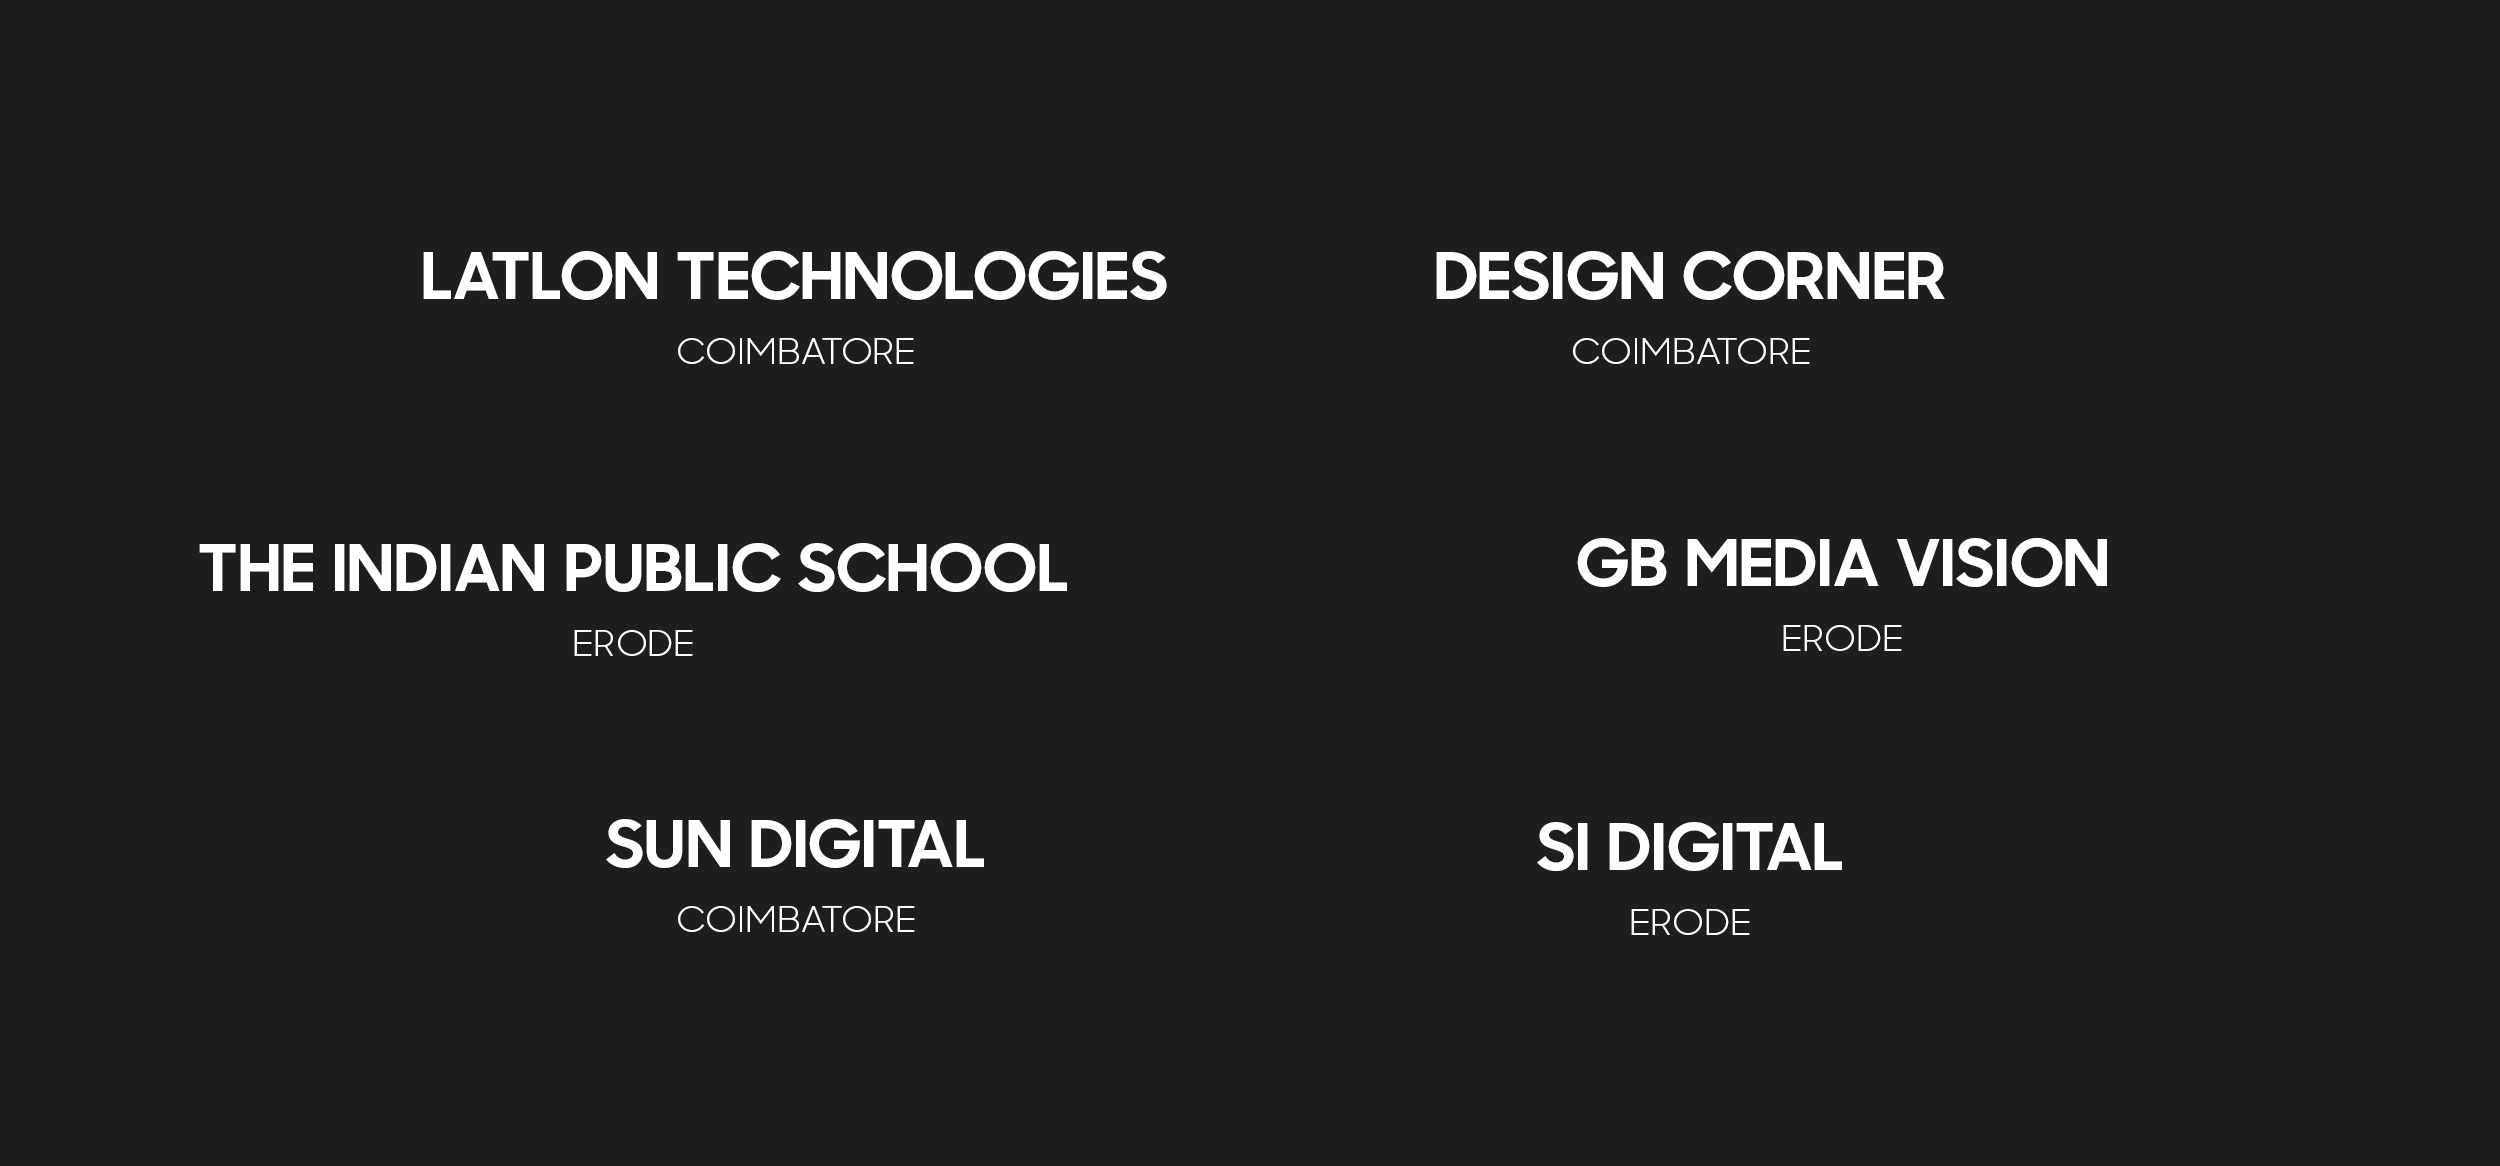 LATLON TECHNOLOGIES
COIMBATORE
DESIGN CORNER
COIMBATORE
THE INDIAN PUBLIC SCHOOL
ERODE
GB MEDIA VISION
ERODE
SUN DIGITAL
COIMBATORE
SI DIGITAL
ERODE